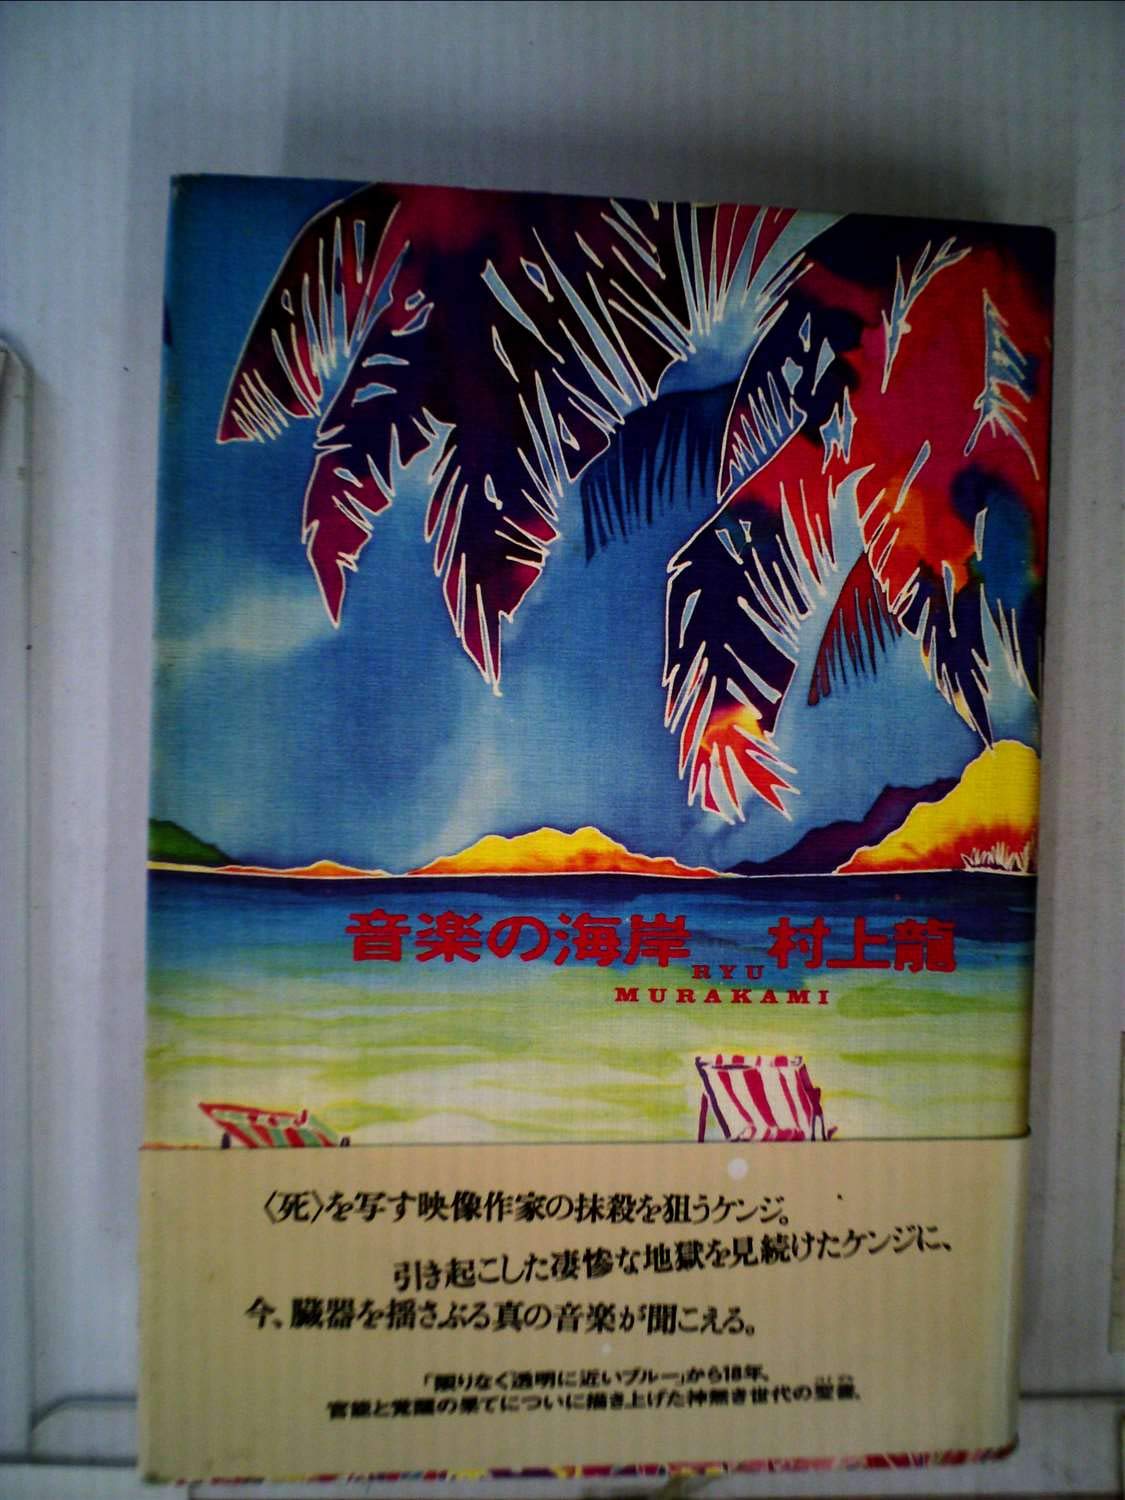 音楽の海岸 村上龍
RYU
MURAKAMI
〈死〉を写す映像作家の抹殺を狙うケンジ。
引き起こした凄惨な地獄を見続けたケンジに、
今、臓器を揺さぶる真の音楽が聞こえる。
「限りなく透明に近いブルー」から18年、
官能と覚醒の果てについに描き上げた神無き世代の聖書。